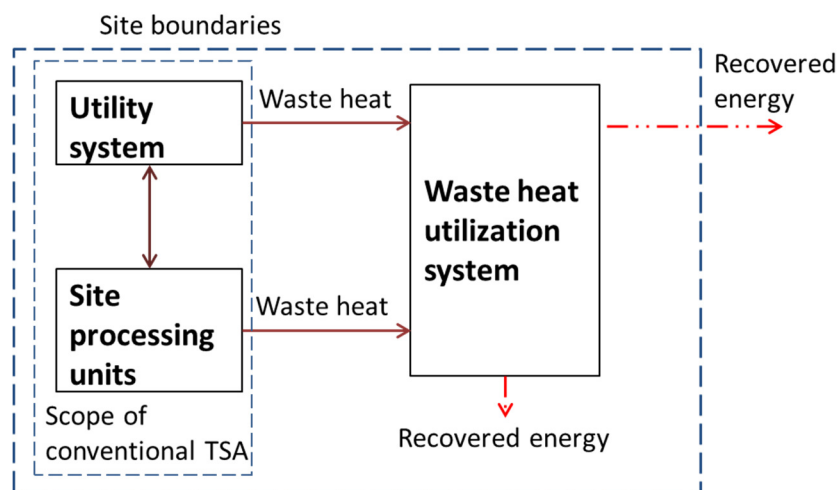 Site boundaries
Recovered
energy
Utility
system
Waste heat
Waste heat
utilization
system
Site
processing
units
Waste heat
Scope of
conventional TSA
Recovered energy